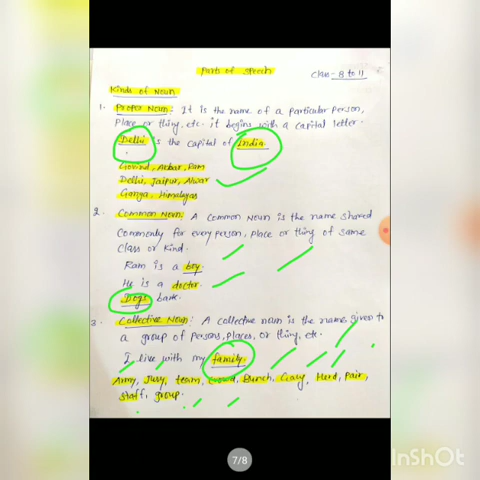 Parts of speech
Class - 8 to 11
Kinds of Noun
1. Proper Noun: It is the name of a particular person,
place or thing, etc. it begins with a capital letter.
Delhi is the capital of India.
Govind, Akbar, Ram
Delhi, Jaipur, Alwar
Ganga, Himalayas
2. Common Noun: A common Noun is the name shared
commonly for every person, place or thing of same
class or kind.
Ram is a boy.
He is a doctor.
Dogs bark.
3. Collective Noun: A collective noun is the name given to
a group of persons, places, or thing, etc.
I live with my family.
Army, Jury, team, Crowd, Bunch, Herd, Pair,
staff, group.
7/8
InShOt